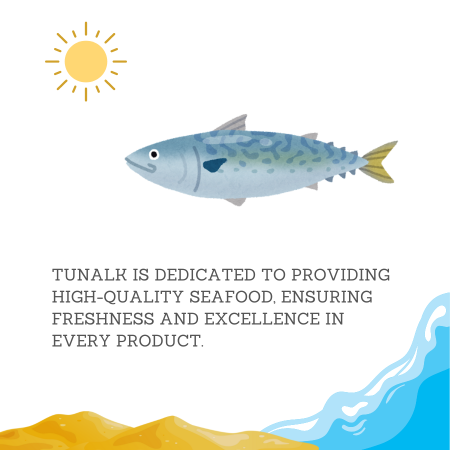 TUNALK IS DEDICATED TO PROVIDING
HIGH-QUALITY SEAFOOD, ENSURING
FRESHNESS AND EXCELLENCE IN
EVERY PRODUCT.